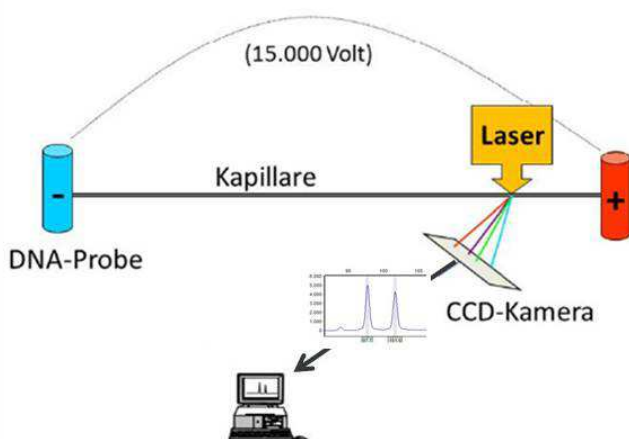 (15.000 Volt)
Laser
-
Kapillare
+
DNA-Probe
CCD-Kamera